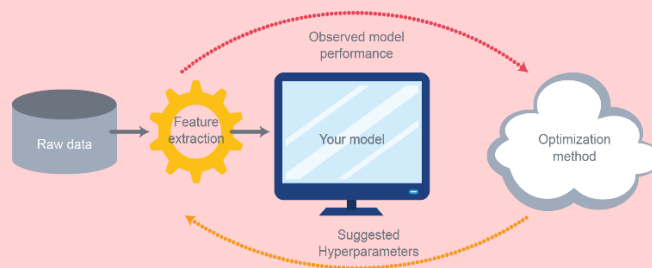 Observed model
performance
Raw data
Feature
extraction
Your model
Optimization
method
Suggested
Hyperparameters